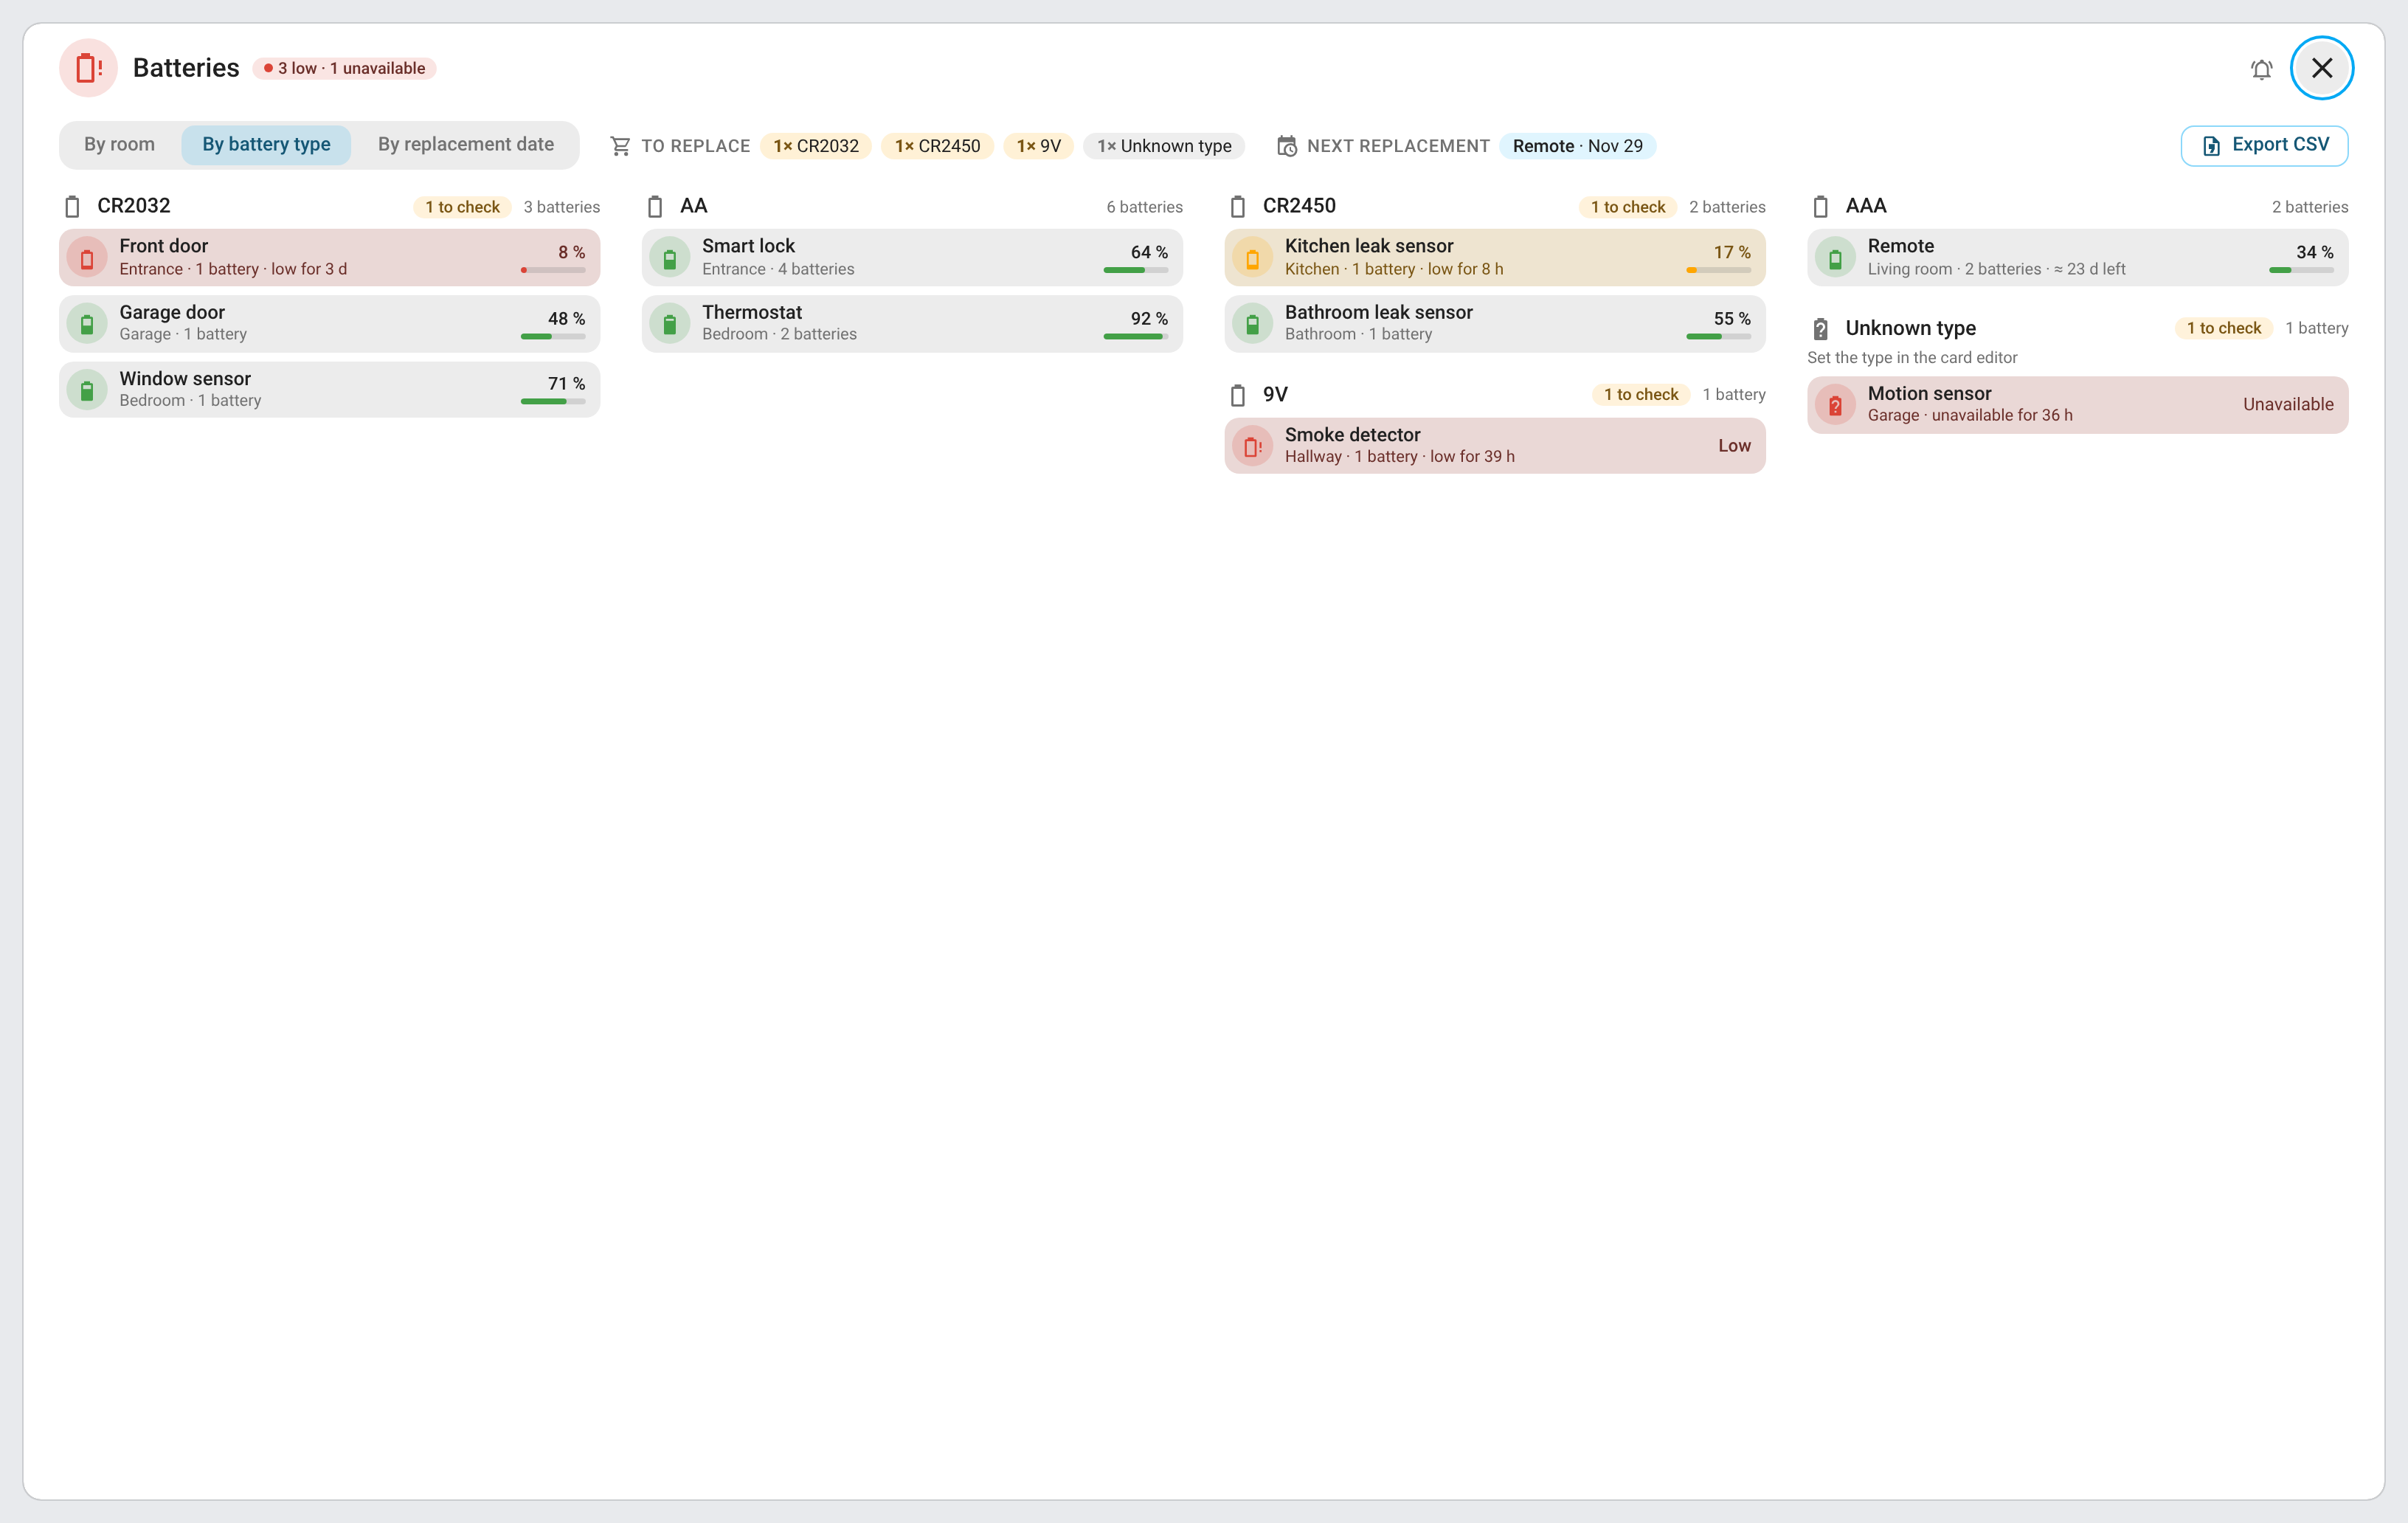 Batteries
3 low · 1 unavailable
By room
By battery type
By replacement date
TO REPLACE
1× CR2032
1× CR2450
1× 9V
1× Unknown type
NEXT REPLACEMENT
Remote · Nov 29
Export CSV
CR2032
1 to check
3 batteries
Front door
Entrance · 1 battery · low for 3 d
8 %
Garage door
Garage · 1 battery
48 %
Window sensor
Bedroom · 1 battery
71 %
AA
6 batteries
Smart lock
Entrance · 4 batteries
64 %
Thermostat
Bedroom · 2 batteries
92 %
CR2450
1 to check
2 batteries
Kitchen leak sensor
Kitchen · 1 battery · low for 8 h
17 %
Bathroom leak sensor
Bathroom · 1 battery
55 %
9V
1 to check
1 battery
Smoke detector
Hallway · 1 battery · low for 39 h
Low
AAA
2 batteries
Remote
Living room · 2 batteries · ≈ 23 d left
34 %
Unknown type
1 to check
1 battery
Set the type in the card editor
Motion sensor
Garage · unavailable for 36 h
Unavailable